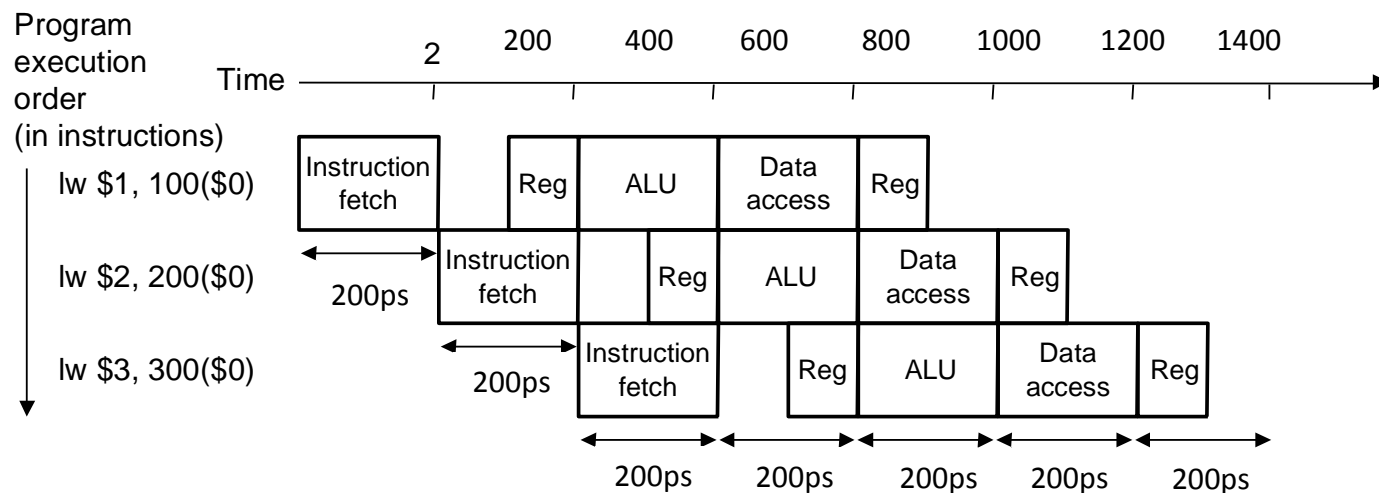 Program
execution
order
(in instructions)
Time
2 200 400 600 800 1000 1200 1400
lw $1, 100($0)
Instruction
fetch
Reg
ALU
Data
access
Reg
200ps
lw $2, 200($0)
Instruction
fetch
Reg
ALU
Data
access
Reg
200ps
lw $3, 300($0)
Instruction
fetch
Reg
ALU
Data
access
Reg
200ps 200ps 200ps 200ps 200ps